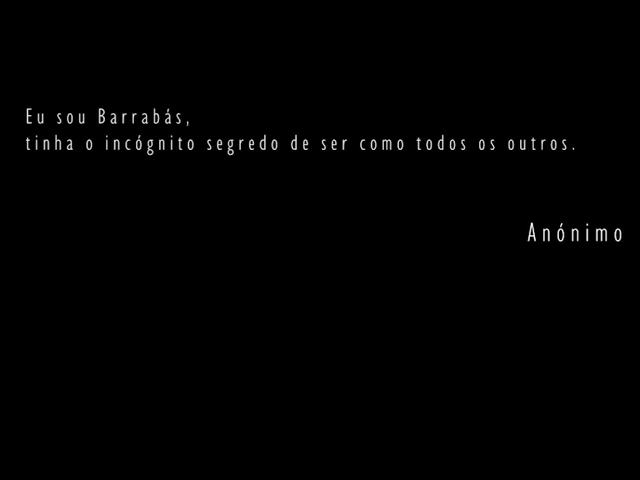 Eu sou Barrabás,
tinha o incógnito segredo de ser como todos os outros.
Anónimo